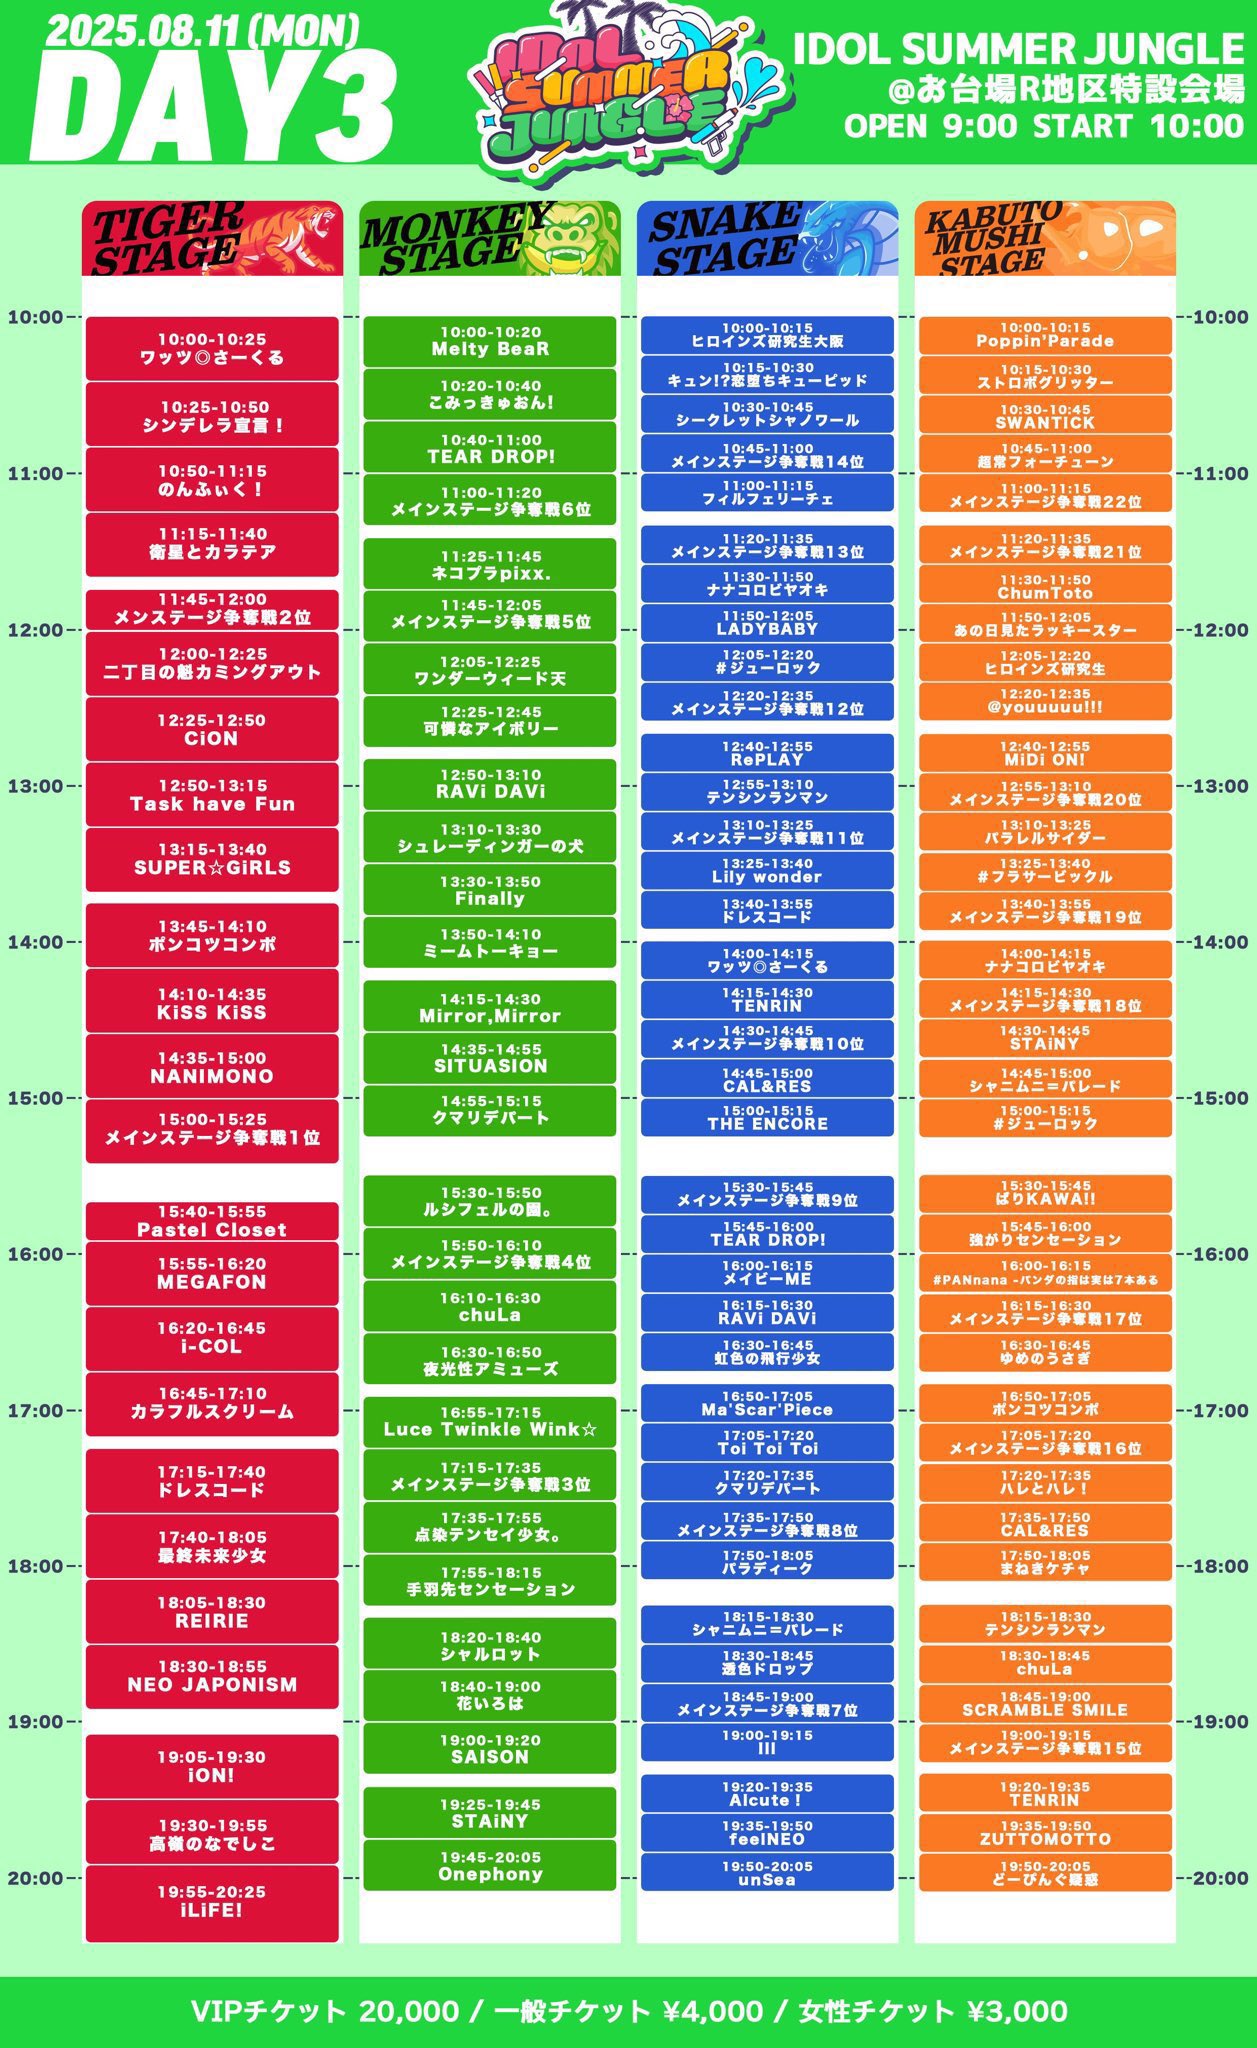 2025.08.11 (MON)
DAY3
IDOL SUMMER JUNGLE
IDOL SUMMER JUNGLE
@お台場R地区特設会場
OPEN 9:00 START 10:00
TIGER STAGE
10:00-10:25
ワッツ◎さーくる
10:25-10:50
シンデレラ宣言！
10:50-11:15
のんふぃく！
11:15-11:40
衛星とカラテア
11:45-12:00
メンステージ争奪戦2位
12:00-12:25
二丁目の魁カミングアウト
12:25-12:50
CiON
12:50-13:15
Task have Fun
13:15-13:40
SUPER☆GiRLS
13:45-14:10
ポンコツコンポ
14:10-14:35
KiSS KiSS
14:35-15:00
NANIMONO
15:00-15:25
メインステージ争奪戦1位
15:40-15:55
Pastel Closet
15:55-16:20
MEGAFON
16:20-16:45
i-COL
16:45-17:10
カラフルスクリーム
17:15-17:40
ドレスコード
17:40-18:05
最終未来少女
18:05-18:30
REIRIE
18:30-18:55
NEO JAPONISM
19:05-19:30
iON!
19:30-19:55
高嶺のなでしこ
19:55-20:25
iLiFE!
MONKEY STAGE
10:00-10:20
Melty BeaR
10:20-10:40
こみっきゅおん!
10:40-11:00
TEAR DROP!
11:00-11:20
メインステージ争奪戦6位
11:25-11:45
ネコプラpixx.
11:45-12:05
メインステージ争奪戦5位
12:05-12:25
ワンダーウィード天
12:25-12:45
可憐なアイボリー
12:50-13:10
RAVi DAVi
13:10-13:30
シュレーディンガーの犬
13:30-13:50
Finally
13:50-14:10
ミームトーキョー
14:15-14:30
Mirror,Mirror
14:35-14:55
SITUASION
14:55-15:15
クマリデパート
15:30-15:50
ルシフェルの園。
15:50-16:10
メインステージ争奪戦4位
16:10-16:30
chuLa
16:30-16:50
夜光性アミューズ
16:55-17:15
Luce Twinkle Wink☆
17:15-17:35
メインステージ争奪戦3位
17:35-17:55
点染テンセイ少女。
17:55-18:15
手羽先センセーション
18:20-18:40
シャルロット
18:40-19:00
花いろは
19:00-19:20
SAISON
19:25-19:45
STAiNY
19:45-20:05
Onephony
SNAKE STAGE
10:00-10:15
ヒロインズ研究生大阪
10:15-10:30
キュン!?恋堕ちキューピッド
10:30-10:45
シークレットシャノワール
10:45-11:00
メインステージ争奪戦14位
11:00-11:15
フィルフェリーチェ
11:20-11:35
メインステージ争奪戦13位
11:30-11:50
ナナコロビヤオキ
11:50-12:05
LADYBABY
12:05-12:20
#ジューロック
12:20-12:35
メインステージ争奪戦12位
12:40-12:55
RePLAY
12:55-13:10
テンシンランマン
13:10-13:25
メインステージ争奪戦11位
13:25-13:40
Lily wonder
13:40-13:55
ドレスコード
14:00-14:15
ワッツ◎さーくる
14:15-14:30
TENRIN
14:30-14:45
メインステージ争奪戦10位
14:45-15:00
CAL&RES
15:00-15:15
THE ENCORE
15:30-15:45
メインステージ争奪戦9位
15:45-16:00
TEAR DROP!
16:00-16:15
メイビーME
16:15-16:30
RAVi DAVi
16:30-16:45
虹色の飛行少女
16:50-17:05
Ma'Scar'Piece
17:05-17:20
Toi Toi Toi
17:20-17:35
クマリデパート
17:35-17:50
メインステージ争奪戦8位
17:50-18:05
パラディーク
18:15-18:30
シャニムニ＝パレード
18:30-18:45
透色ドロップ
18:45-19:00
メインステージ争奪戦7位
19:00-19:15
III
19:20-19:35
AIcute！
19:35-19:50
feelNEO
19:50-20:05
unSea
KABUTO MUSHI STAGE
10:00-10:15
Poppin'Parade
10:15-10:30
ストロボグリッター
10:30-10:45
SWANTICK
10:45-11:00
超常フォーチューン
11:00-11:15
メインステージ争奪戦22位
11:20-11:35
メインステージ争奪戦21位
11:30-11:50
ChumToto
11:50-12:05
あの日見たラッキースター
12:05-12:20
ヒロインズ研究生
12:20-12:35
@youuuuu!!!
12:40-12:55
MiDi ON!
12:55-13:10
メインステージ争奪戦20位
13:10-13:25
パラレルサイダー
13:25-13:40
#フラサービックル
13:40-13:55
メインステージ争奪戦19位
14:00-14:15
ナナコロビヤオキ
14:15-14:30
メインステージ争奪戦18位
14:30-14:45
STAiNY
14:45-15:00
シャニムニ＝パレード
15:00-15:15
#ジューロック
15:30-15:45
ぱりKAWA!!
15:45-16:00
強がりセンセーション
16:00-16:15
#PANnana -パンダの指は実は7本ある
16:15-16:30
メインステージ争奪戦17位
16:30-16:45
ゆめのうさぎ
16:50-17:05
ポンコツコンポ
17:05-17:20
メインステージ争奪戦16位
17:20-17:35
ハレとハレ！
17:35-17:50
CAL&RES
17:50-18:05
まねきケチャ
18:15-18:30
テンシンランマン
18:30-18:45
chuLa
18:45-19:00
SCRAMBLE SMILE
19:00-19:15
メインステージ争奪戦15位
19:20-19:35
TENRIN
19:35-19:50
ZUTTOMOTTO
19:50-20:05
どーぴんぐ疑惑
10:00
11:00
12:00
13:00
14:00
15:00
16:00
17:00
18:00
19:00
20:00
10:00
11:00
12:00
13:00
14:00
15:00
16:00
17:00
18:00
19:00
20:00
VIPチケット 20,000 / 一般チケット ¥4,000 / 女性チケット ¥3,000